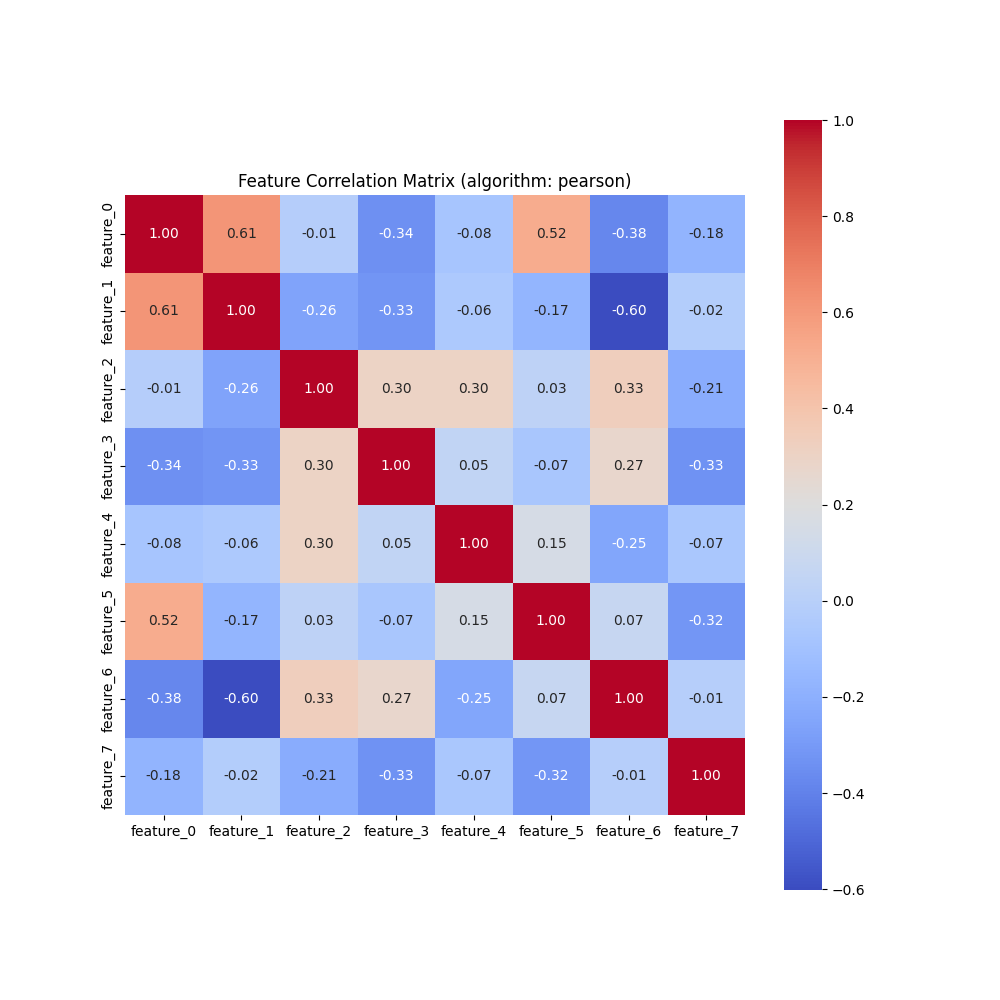 Feature Correlation Matrix (algorithm: pearson)
feature_0 1.00 0.61 -0.01 -0.34 -0.08 0.52 -0.38 -0.18
feature_1 0.61 1.00 -0.26 -0.33 -0.06 -0.17 -0.60 -0.02
feature_2 -0.01 -0.26 1.00 0.30 0.30 0.03 0.33 -0.21
feature_3 -0.34 -0.33 0.30 1.00 0.05 -0.07 0.27 -0.33
feature_4 -0.08 -0.06 0.30 0.05 1.00 0.15 -0.25 -0.07
feature_5 0.52 -0.17 0.03 -0.07 0.15 1.00 0.07 -0.32
feature_6 -0.38 -0.60 0.33 0.27 -0.25 0.07 1.00 -0.01
feature_7 -0.18 -0.02 -0.21 -0.33 -0.07 -0.32 -0.01 1.00
feature_0 feature_1 feature_2 feature_3 feature_4 feature_5 feature_6 feature_7
1.0
0.8
0.6
0.4
0.2
0.0
−0.2
−0.4
−0.6